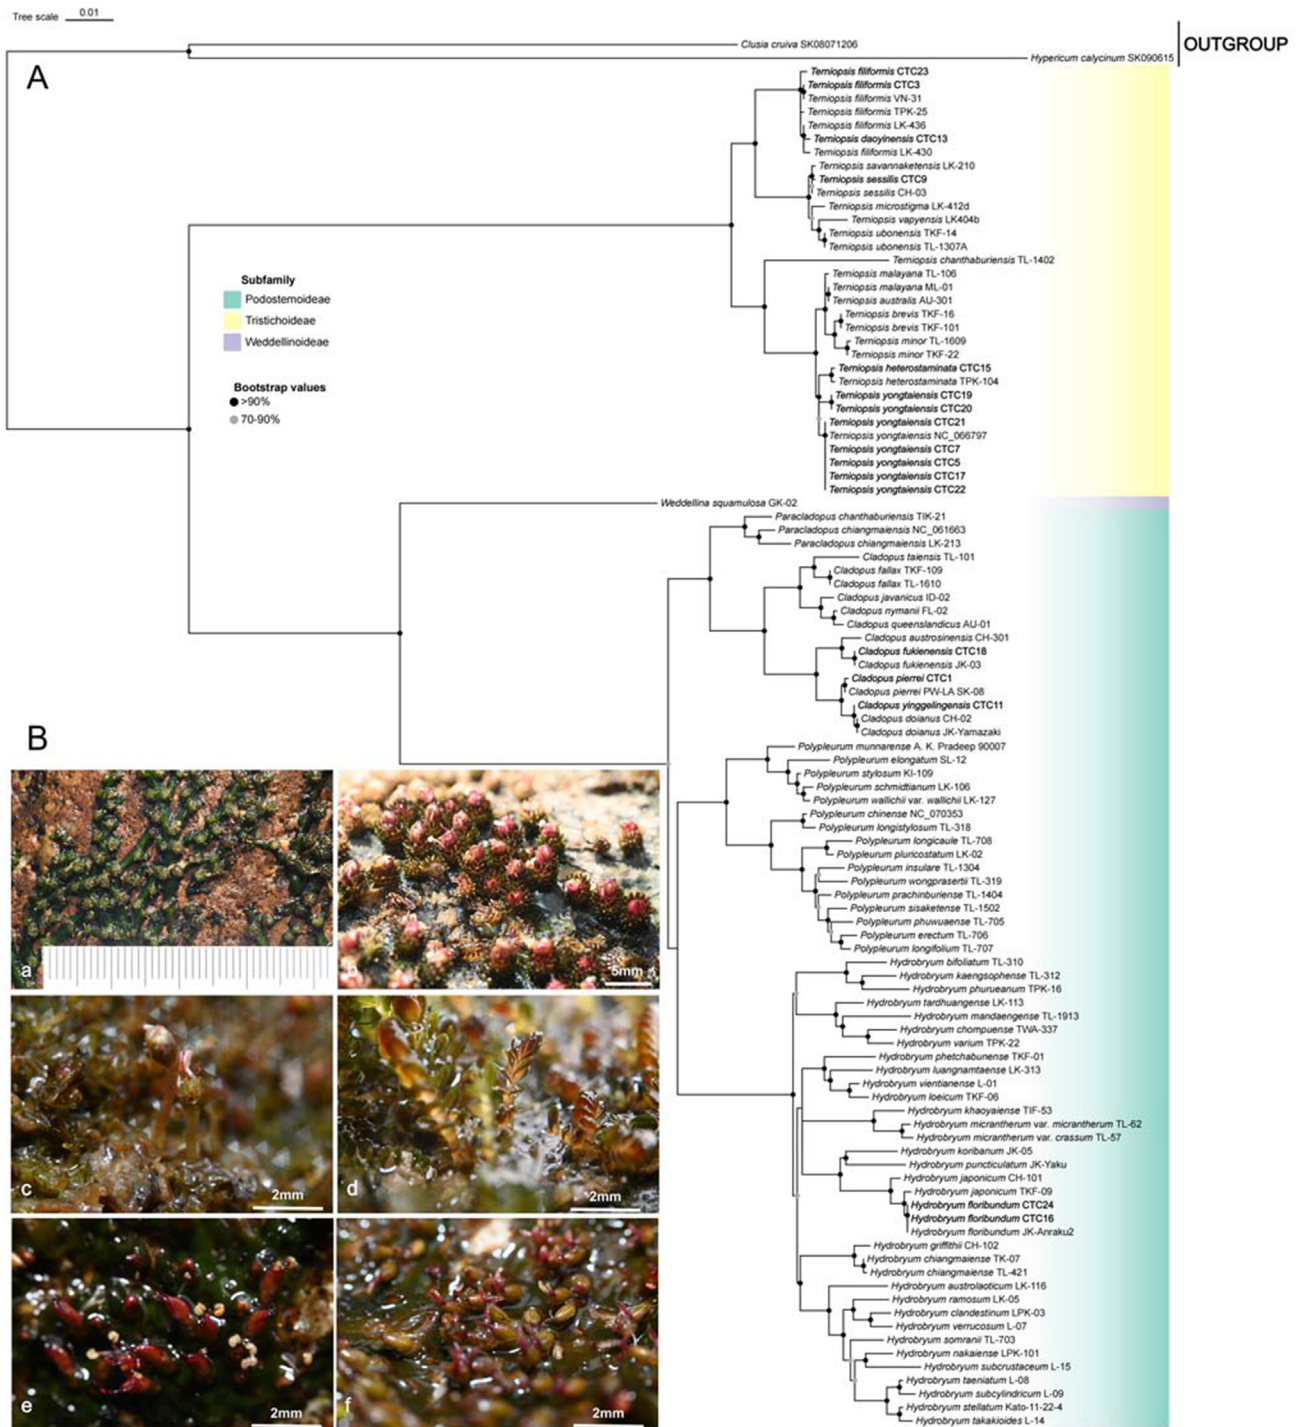 Tree scale 0.01
Clusia cruiva SK08071206
Hypericum calycinum SK090615
OUTGROUP
A
Terniopsis filiformis CTC23
Terniopsis filiformis CTC3
Terniopsis filiformis VN-31
Terniopsis filiformis TPK-25
Terniopsis filiformis LK-436
Terniopsis daoyinensis CTC13
Terniopsis filiformis LK-430
Terniopsis savannaketensis LK-210
Terniopsis sessilis CTC9
Terniopsis sessilis CH-03
Terniopsis microstigma LK-412d
Terniopsis vapyensis LK404b
Terniopsis ubonensis TKF-14
Terniopsis ubonensis TL-1307A
Terniopsis chanthaburiensis TL-1402
Terniopsis malayana TL-106
Terniopsis malayana ML-01
Terniopsis australis AU-301
Terniopsis brevis TKF-16
Terniopsis brevis TKF-101
Terniopsis minor TL-1609
Terniopsis minor TKF-22
Terniopsis heterostaminata CTC15
Terniopsis heterostaminata TPK-104
Terniopsis yongtaiensis CTC19
Terniopsis yongtaiensis CTC20
Terniopsis yongtaiensis CTC21
Terniopsis yongtaiensis NC_066797
Terniopsis yongtaiensis CTC7
Terniopsis yongtaiensis CTC5
Terniopsis yongtaiensis CTC17
Terniopsis yongtaiensis CTC22
Subfamily
Podostemoideae
Tristichoideae
Weddellinoideae
Bootstrap values
>90%
70-90%
Weddellina squamulosa GK-02
Paracladopus chanthaburiensis TIK-21
Paracladopus chiangmaiensis NC_061663
Paracladopus chiangmaiensis LK-213
Cladopus taiensis TL-101
Cladopus fallax TKF-109
Cladopus fallax TL-1610
Cladopus javanicus ID-02
Cladopus nymanii FL-02
Cladopus queenslandicus AU-01
Cladopus austrosinensis CH-301
Cladopus fukienensis CTC18
Cladopus fukienensis JK-03
Cladopus pierrei CTC1
Cladopus pierrei PW-LA SK-08
Cladopus yinggelingensis CTC11
Cladopus doianus CH-02
Cladopus doianus JK-Yamazaki
Polypleurum munnarense A. K. Pradeep 90007
Polypleurum elongatum SL-12
Polypleurum stylosum KI-109
Polypleurum schmidtianum LK-106
Polypleurum wallichii var. wallichii LK-127
Polypleurum chinense NC_070353
Polypleurum longistylosum TL-318
Polypleurum longicaule TL-708
Polypleurum pluricostatum LK-02
Polypleurum insulare TL-1304
Polypleurum wongprasertii TL-319
Polypleurum prachinburiense TL-1404
Polypleurum sisaketense TL-1502
Polypleurum phuwuaense TL-705
Polypleurum erectum TL-706
Polypleurum longifolium TL-707
Hydrobryum bifoliatum TL-310
Hydrobryum kaengsophense TL-312
Hydrobryum phurueanum TPK-16
Hydrobryum tardhuangense LK-113
Hydrobryum mandaengense TL-1913
Hydrobryum chompuense TWA-337
Hydrobryum varium TPK-22
Hydrobryum phetchabunense TKF-01
Hydrobryum luangnamtaense LK-313
Hydrobryum vientianense L-01
Hydrobryum loeicum TKF-06
Hydrobryum khaoyaiense TIF-53
Hydrobryum micrantherum var. micrantherum TL-62
Hydrobryum micrantherum var. crassum TL-57
Hydrobryum koribanum JK-05
Hydrobryum puncticulatum JK-Yaku
Hydrobryum japonicum CH-101
Hydrobryum japonicum TKF-09
Hydrobryum floribundum CTC24
Hydrobryum floribundum CTC16
Hydrobryum floribundum JK-Anraku2
Hydrobryum griffithii CH-102
Hydrobryum chiangmaiense TK-07
Hydrobryum chiangmaiense TL-421
Hydrobryum austrolaoticum LK-116
Hydrobryum ramosum LK-05
Hydrobryum clandestinum LPK-03
Hydrobryum verrucosum L-07
Hydrobryum somranii TL-703
Hydrobryum nakaiense LPK-101
Hydrobryum subcrustaceum L-15
Hydrobryum taeniatum L-08
Hydrobryum subcylindricum L-09
Hydrobryum stellatum Kato-11-22-4
Hydrobryum takakioides L-14
B
a
b
5mm
c
2mm
d
2mm
e
2mm
f
2mm